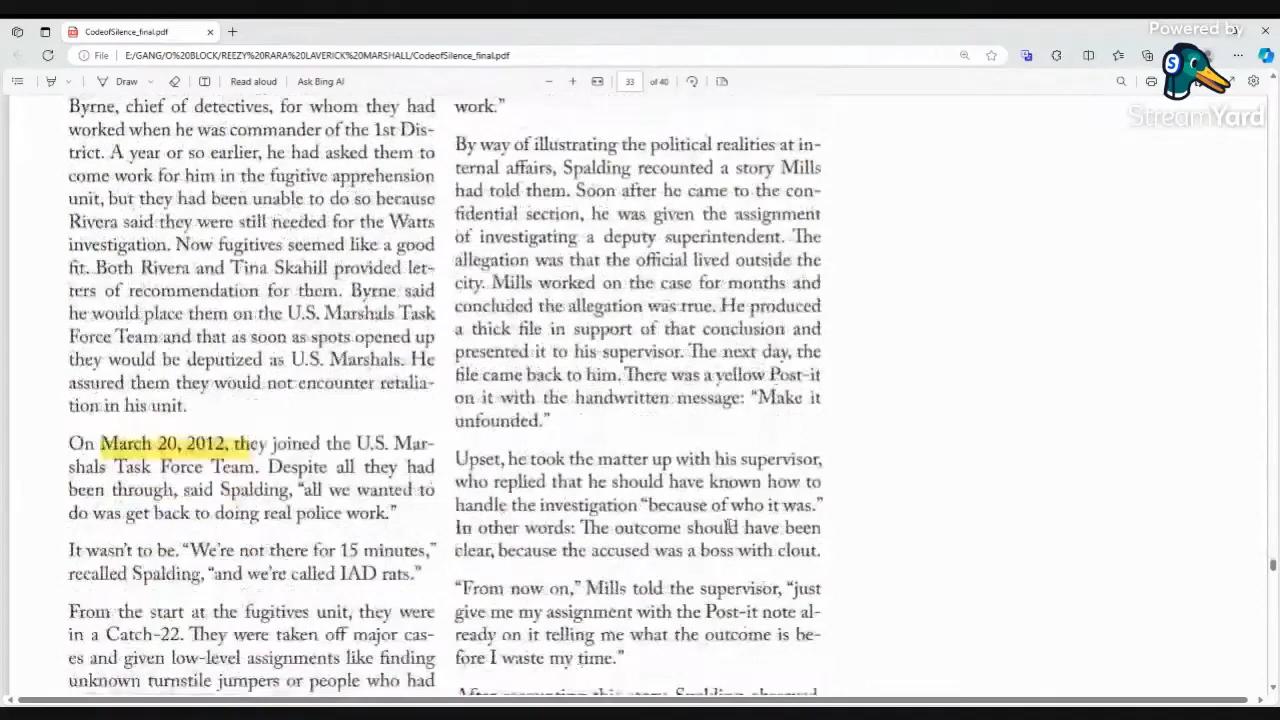 CodeofSilence_final.pdf
Powered by
File
E:/GANG/O%20BLOCK/REEZY%20RARA%20LAVERICK%20MARSHALL/CodeofSilence_final.pdf
Draw
Read aloud
Ask Bing AI
33
of 40
S
StreamYard
Byrne, chief of detectives, for whom they had
worked when he was commander of the 1st Dis-
trict. A year or so earlier, he had asked them to
come work for him in the fugitive apprehension
unit, but they had been unable to do so because
Rivera said they were still needed for the Watts
investigation. Now fugitives seemed like a good
fit. Both Rivera and Tina Skahill provided let-
ters of recommendation for them. Byrne said
he would place them on the U.S. Marshals Task
Force Team and that as soon as spots opened up
they would be deputized as U.S. Marshals. He
assured them they would not encounter retalia-
tion in his unit.
On March 20, 2012, they joined the U.S. Mar-
shals Task Force Team. Despite all they had
been through, said Spalding, “all we wanted to
do was get back to doing real police work.”
It wasn’t to be. “We’re not there for 15 minutes,”
recalled Spalding, “and we’re called IAD rats.”
From the start at the fugitives unit, they were
in a Catch-22. They were taken off major cas-
es and given low-level assignments like finding
unknown turnstile jumpers or people who had
work.”
By way of illustrating the political realities at in-
ternal affairs, Spalding recounted a story Mills
had told them. Soon after he came to the con-
fidential section, he was given the assignment
of investigating a deputy superintendent. The
allegation was that the official lived outside the
city. Mills worked on the case for months and
concluded the allegation was true. He produced
a thick file in support of that conclusion and
presented it to his supervisor. The next day, the
file came back to him. There was a yellow Post-it
on it with the handwritten message: “Make it
unfounded.”
Upset, he took the matter up with his supervisor,
who replied that he should have known how to
handle the investigation “because of who it was.”
In other words: The outcome should have been
clear, because the accused was a boss with clout.
“From now on,” Mills told the supervisor, “just
give me my assignment with the Post-it note al-
ready on it telling me what the outcome is be-
fore I waste my time.”